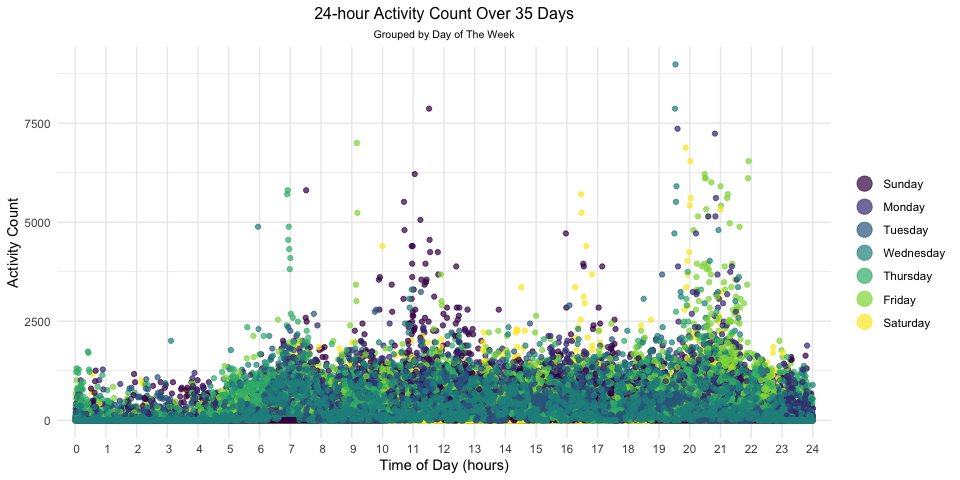 24-hour Activity Count Over 35 Days
Grouped by Day of The Week
Activity Count
7500
5000
2500
0
0 1 2 3 4 5 6 7 8 9 10 11 12 13 14 15 16 17 18 19 20 21 22 23 24
Time of Day (hours)
Sunday
Monday
Tuesday
Wednesday
Thursday
Friday
Saturday